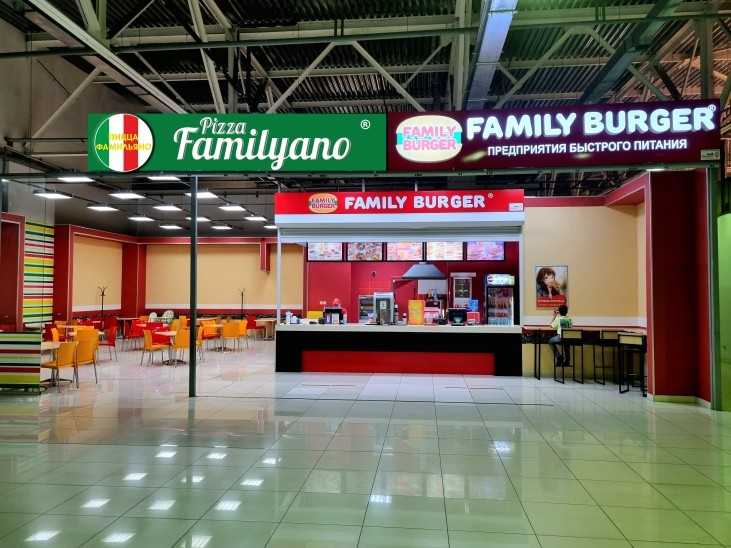 ПИЦЦА
ФАМИЛЬЯНО
Pizza
Familyano®
FAMILY
BURGER
FAMILY BURGER®
ПРЕДПРИЯТИЯ БЫСТРОГО ПИТАНИЯ
FAMILY
BURGER
FAMILY BURGER®